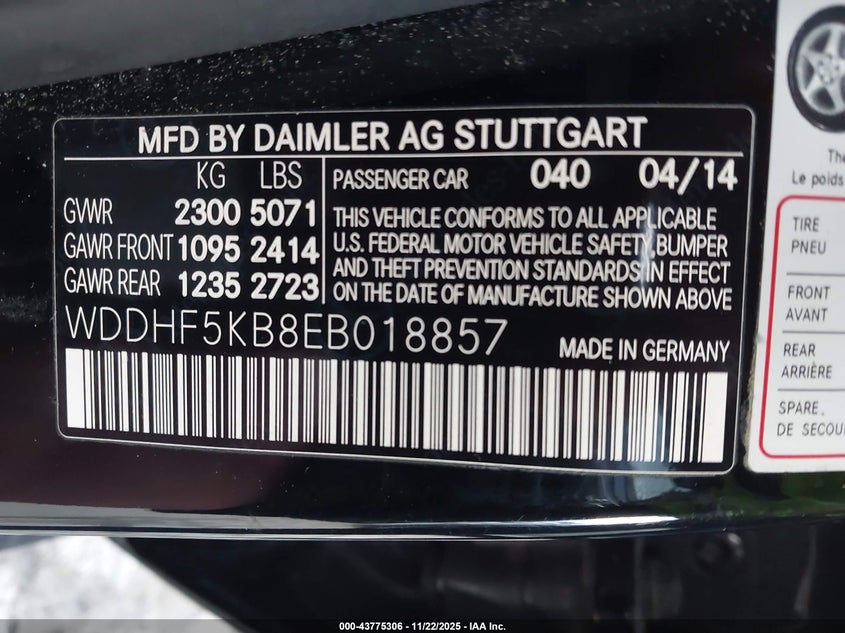 MFD BY DAIMLER AG STUTTGART
KG LBS
GVWR 2300 5071
GAWR FRONT 1095 2414
GAWR REAR 1235 2723
PASSENGER CAR 040 04/14
THIS VEHICLE CONFORMS TO ALL APPLICABLE
U.S. FEDERAL MOTOR VEHICLE SAFETY, BUMPER
AND THEFT PREVENTION STANDARDS IN EFFECT
ON THE DATE OF MANUFACTURE SHOWN ABOVE
WDDHF5KB8EB018857
MADE IN GERMANY
The
Le poids
TIRE
PNEU
FRONT
AVANT
REAR
ARRIÈRE
SPARE
DE
000-43775306 - 11/22/2025 - IAA Inc.